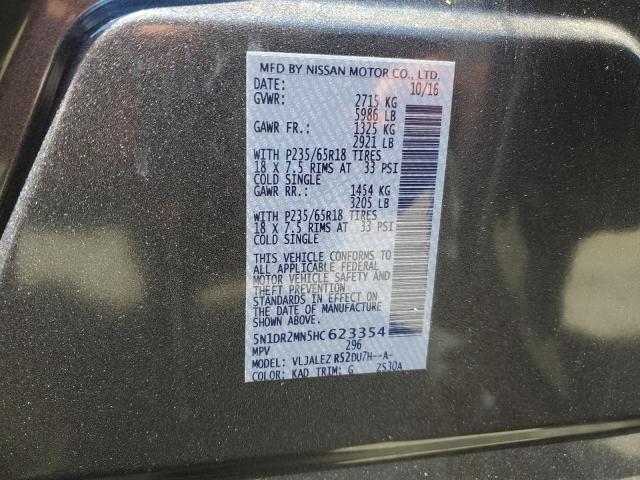 MFD BY NISSAN MOTOR CO., LTD.
DATE: 10/16
GVWR: 2715 KG
5986 LB
GAWR FR.: 1325 KG
2921 LB
WITH P235/65R18 TIRES
18 X 7.5 RIMS AT 33 PSI
COLD SINGLE
GAWR RR.: 1454 KG
3205 LB
WITH P235/65R18 TIRES
18 X 7.5 RIMS AT 33 PSI
COLD SINGLE
THIS VEHICLE CONFORMS TO
ALL APPLICABLE FEDERAL
MOTOR VEHICLE SAFETY AND
THEFT PREVENTION
STANDARDS IN EFFECT ON
THE DATE OF MANUFACTURE
SHOWN ABOVE.
5N1DR2MN5HC 623354
MPV 296
MODEL: VLJALEZ R52DU7H--A-
COLOR: KAD TRIM: G ZS30A